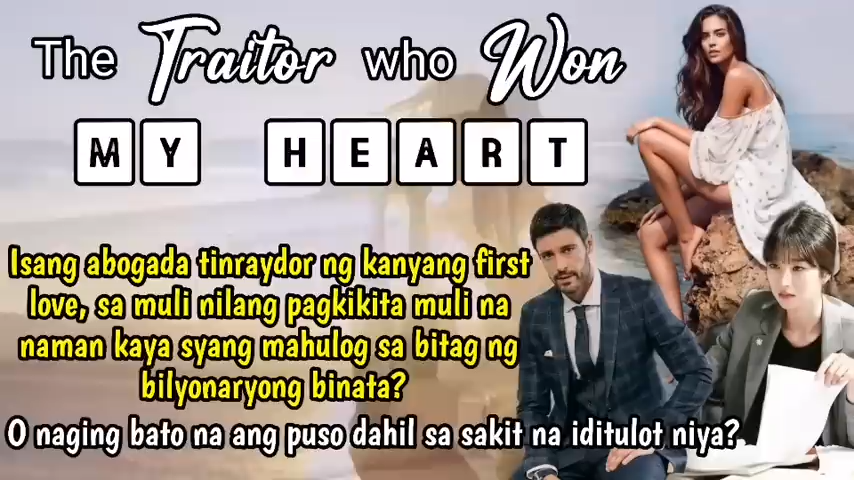 The Traitor who Won
MY HEART
Isang abogada tinraydor ng kanyang first
love, sa muli nilang pagkikita muli na
naman kaya syang mahulog sa bitag ng
bilyonaryong binata?
O naging bato na ang puso dahil sa sakit na iditulot niya?